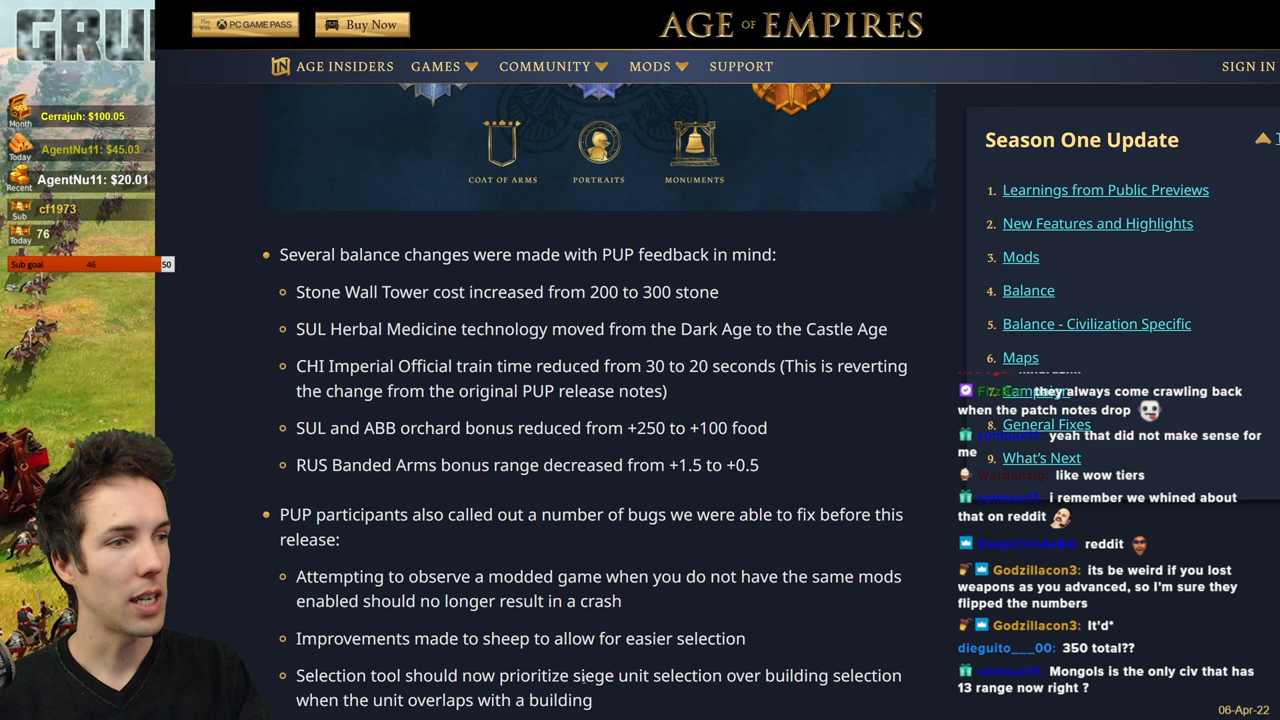 GRU
Play With PC GAME PASS
Buy Now
AGE OF EMPIRES
IN AGE INSIDERS
GAMES
COMMUNITY
MODS
SUPPORT
SIGN IN
Month
Cerrajuh: $100.05
Today
AgentNu11: $45.03
Recent
AgentNu11: $20.01
Sub
cf1973
Today
76
Sub goal 46 50
COAT OF ARMS
PORTRAITS
MONUMENTS
Several balance changes were made with PUP feedback in mind:
Stone Wall Tower cost increased from 200 to 300 stone
SUL Herbal Medicine technology moved from the Dark Age to the Castle Age
CHI Imperial Official train time reduced from 30 to 20 seconds (This is reverting
the change from the original PUP release notes)
SUL and ABB orchard bonus reduced from +250 to +100 food
RUS Banded Arms bonus range decreased from +1.5 to +0.5
PUP participants also called out a number of bugs we were able to fix before this
release:
Attempting to observe a modded game when you do not have the same mods
enabled should no longer result in a crash
Improvements made to sheep to allow for easier selection
Selection tool should now prioritize siege unit selection over building selection
when the unit overlaps with a building
Season One Update
1. Learnings from Public Previews
2. New Features and Highlights
3. Mods
4. Balance
5. Balance - Civilization Specific
6. Maps
7. Campaign
8. General Fixes
9. What's Next
they always come crawling back
when the patch notes drop
yeah that did not make sense for
me
like wow tiers
i remember we whined about
that on reddit
reddit
Godzillacon3: its be weird if you lost
weapons as you advanced, so I'm sure they
flipped the numbers
Godzillacon3: It'd*
dieguito___00: 350 total??
Mongols is the only civ that has
13 range now right ?
06-Apr-22